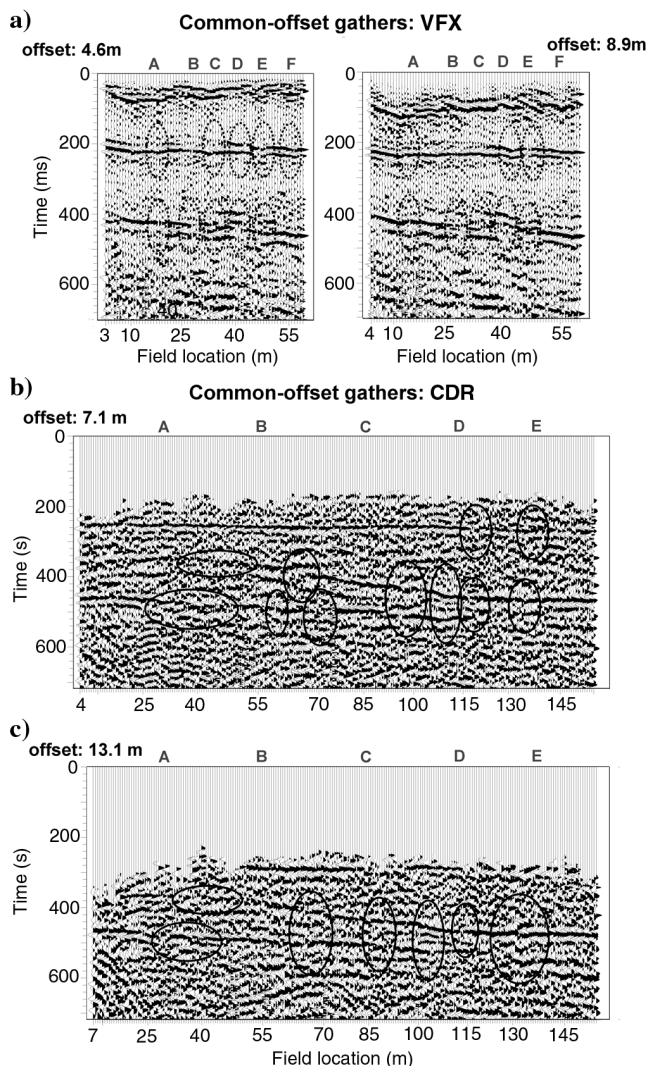 a)
Common-offset gathers: VFX
offset: 4.6m
A B C D E F
0
200
400
600
Time (ms)
40
3 10 25 40 55
Field location (m)
offset: 8.9m
A B C D E F
0
200
400
600
4 10 25 40 55
Field location (m)
b)
Common-offset gathers: CDR
offset: 7.1 m
A B C D E
0
200
400
600
Time (s)
4 25 40 55 70 85 100 115 130 145
c)
offset: 13.1 m
A B C D E
0
200
400
600
Time (s)
7 25 40 55 70 85 100 115 130 145
Field location (m)